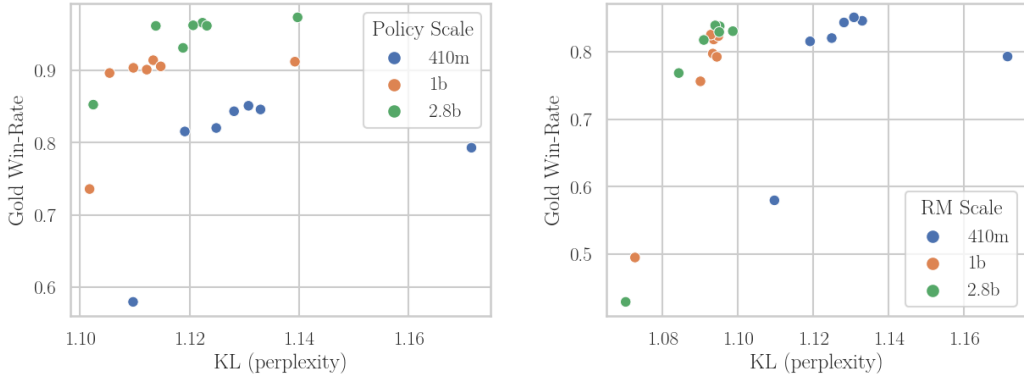 Policy Scale
410m
1b
2.8b
0.9
0.8
0.7
0.6
Gold Win-Rate
1.10
1.12
1.14
1.16
KL (perplexity)
0.8
0.7
0.6
0.5
Gold Win-Rate
RM Scale
410m
1b
2.8b
1.08
1.10
1.12
1.14
1.16
KL (perplexity)